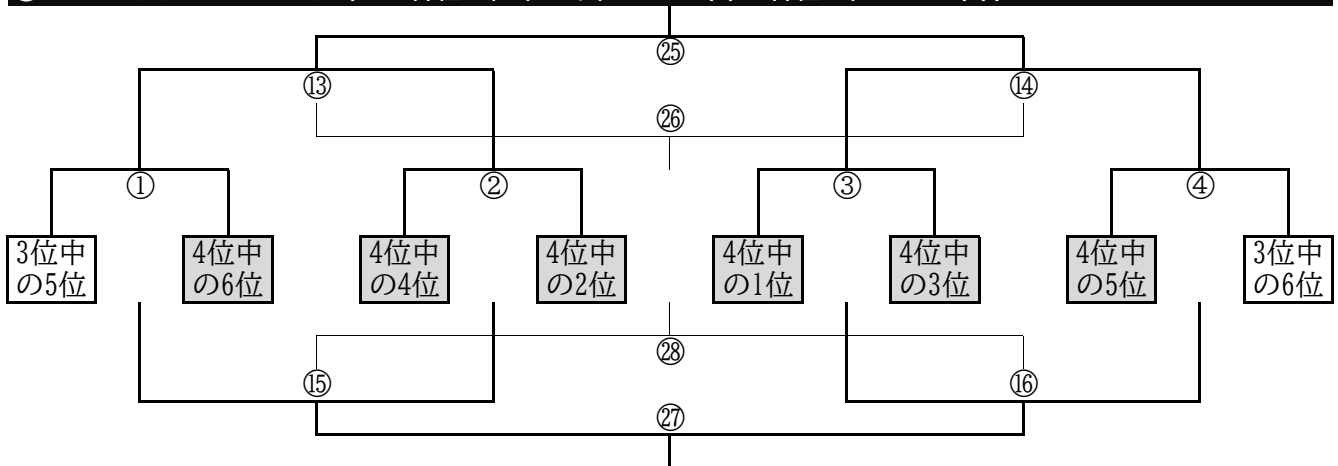 ㉕
⑬
⑭
㉖
①
②
③
④
3位中
の5位
4位中
の6位
4位中
の4位
4位中
の2位
4位中
の1位
4位中
の3位
4位中
の5位
3位中
の6位
㉘
⑮
⑯
㉗